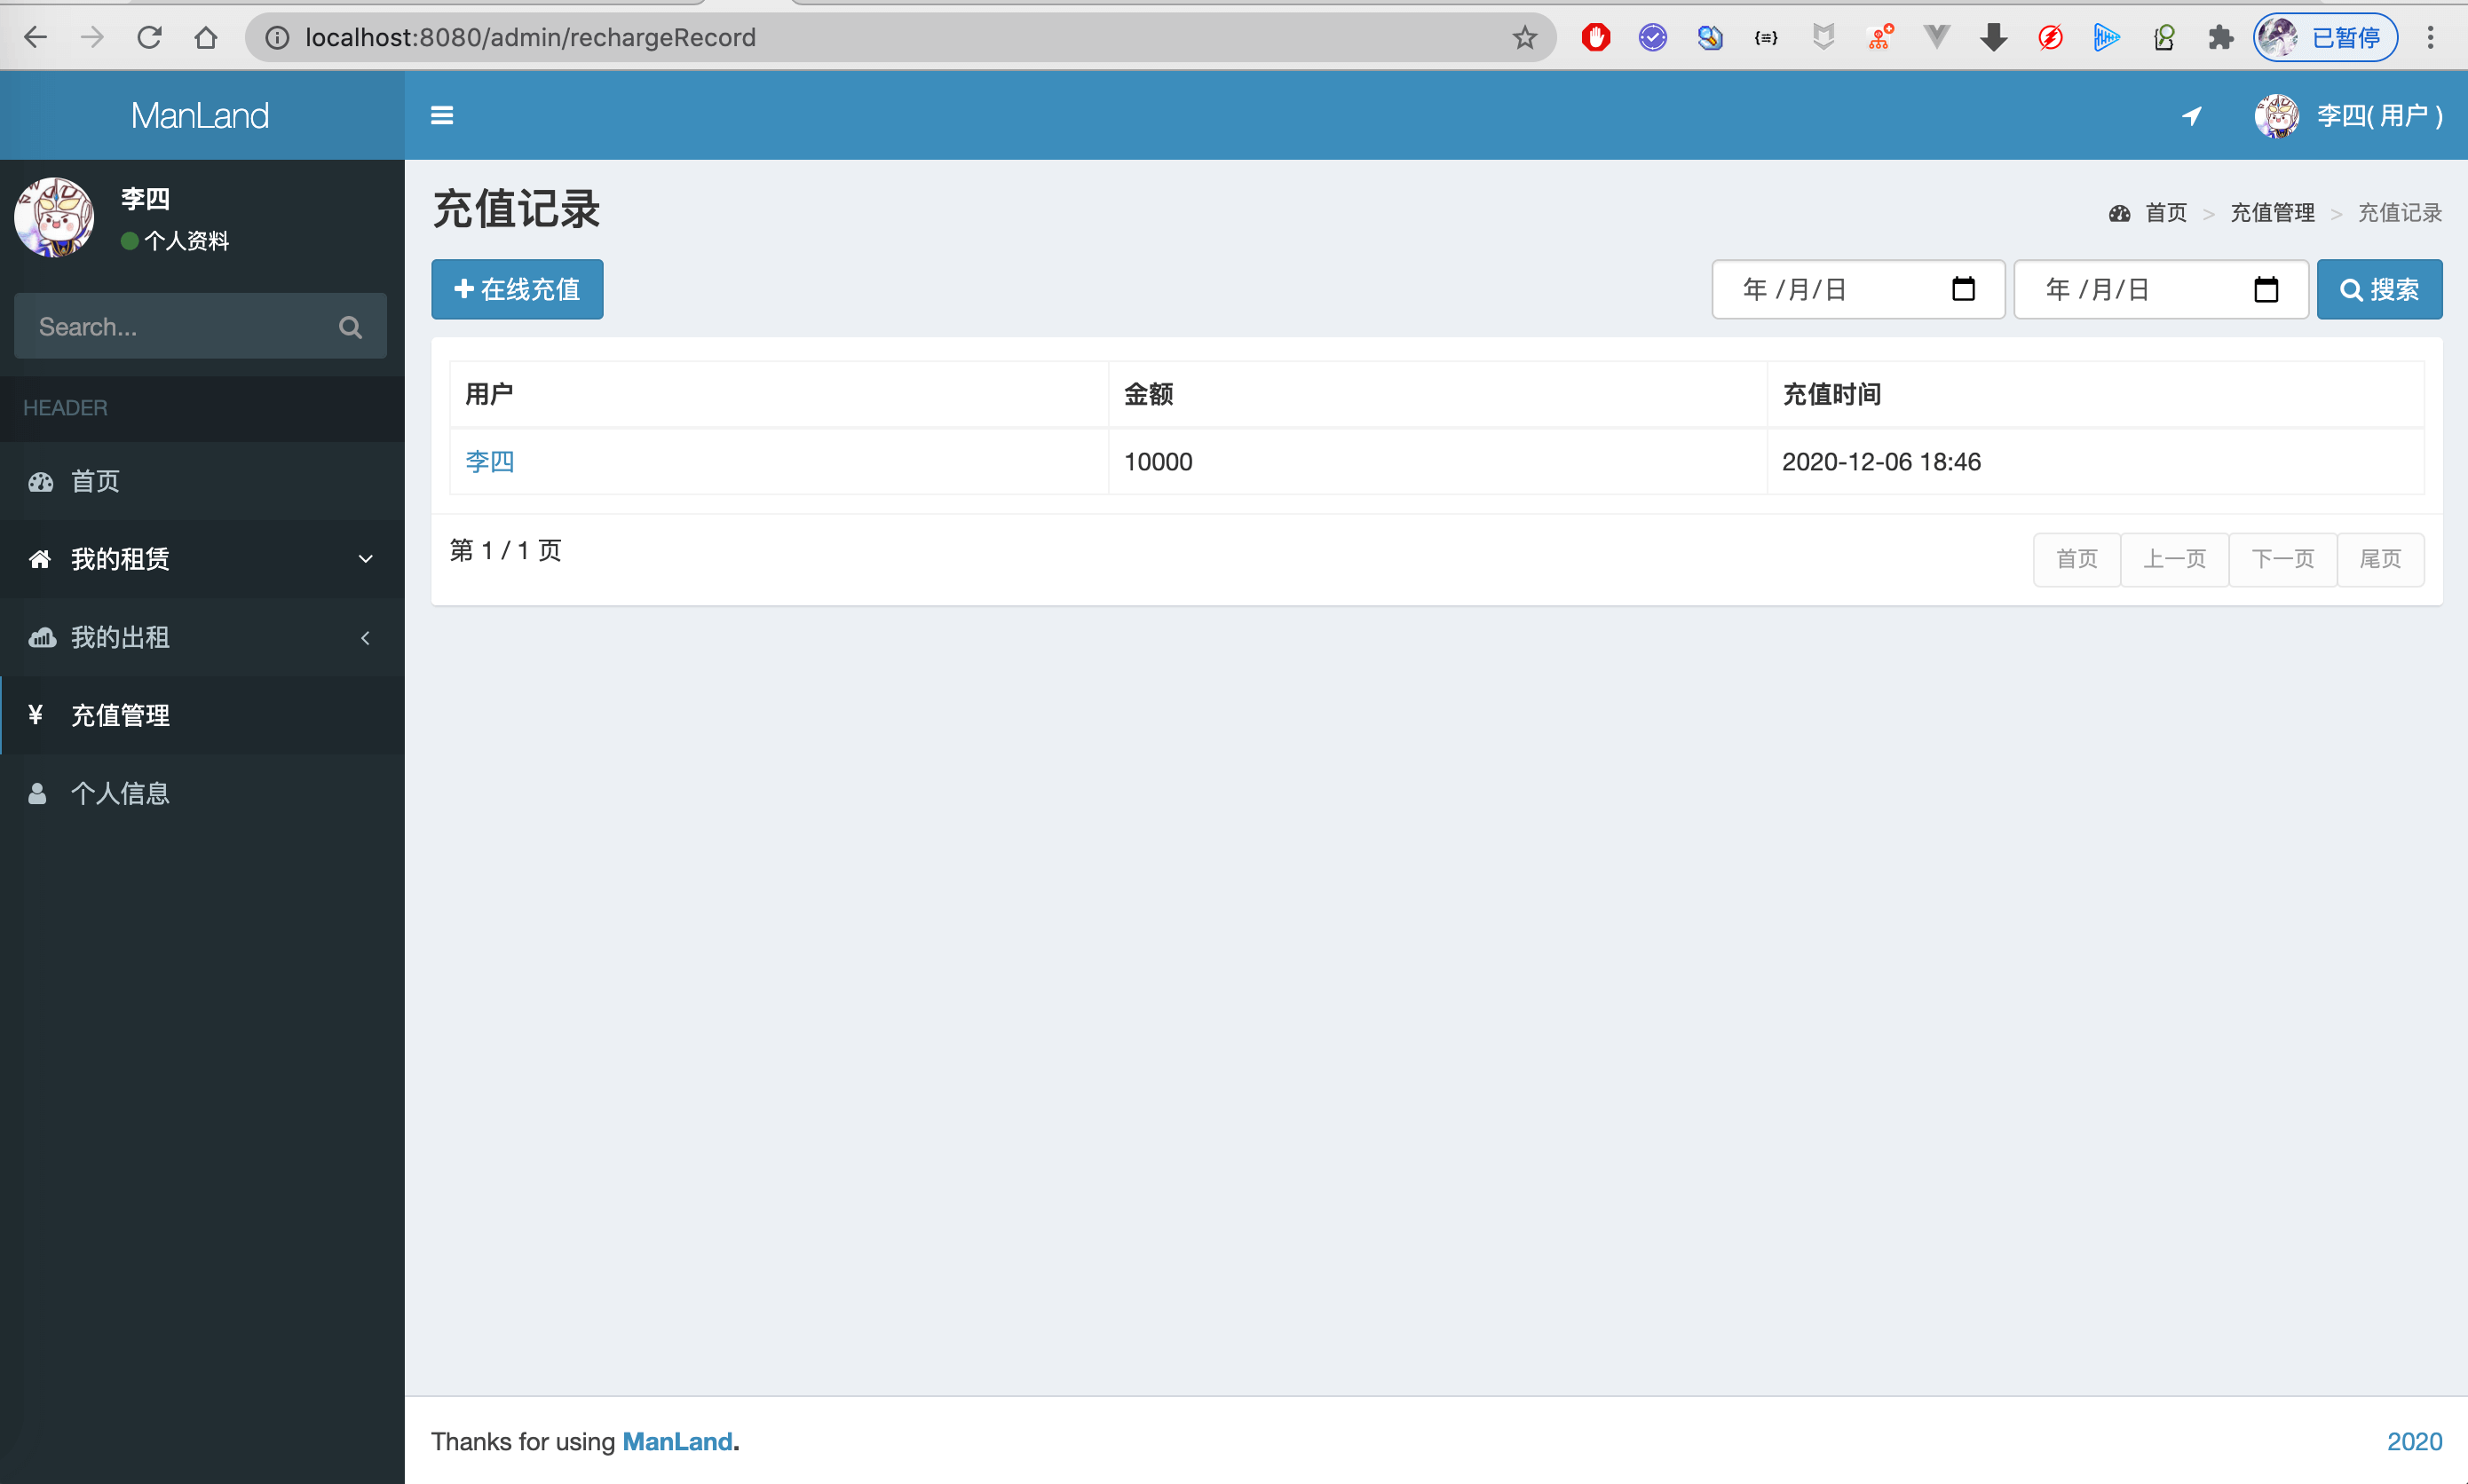 localhost:8080/admin/rechargeRecord
已暂停
ManLand
李四( 用户 )
李四
个人资料
Search...
HEADER
首页
我的租赁
我的出租
¥ 充值管理
个人信息
充值记录
首页 > 充值管理 > 充值记录
在线充值
年 /月/日
年 /月/日
搜索
用户 金额 充值时间
李四 10000 2020-12-06 18:46
第 1 / 1 页
首页 上一页 下一页 尾页
Thanks for using ManLand.
2020